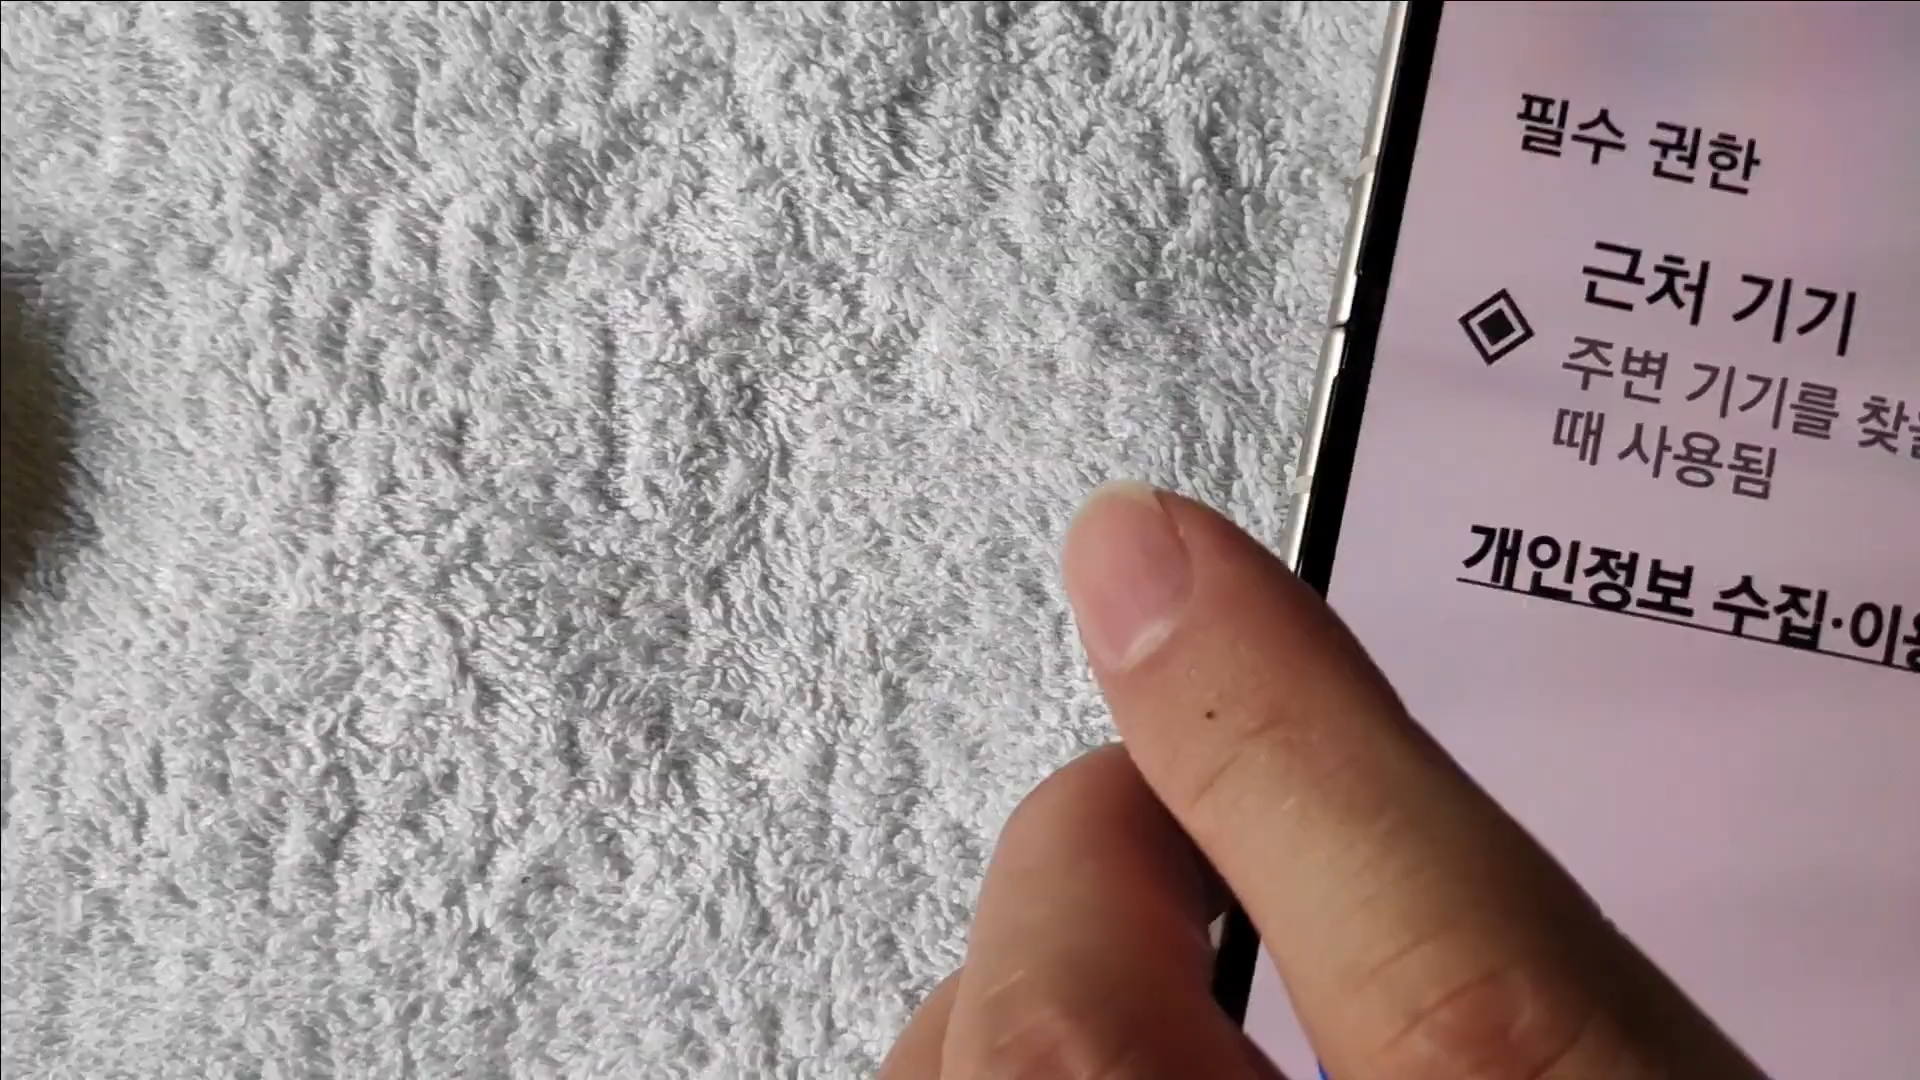 필수 권한
근처 기기
주변 기기를
때 사용됨
개인정보 수집·